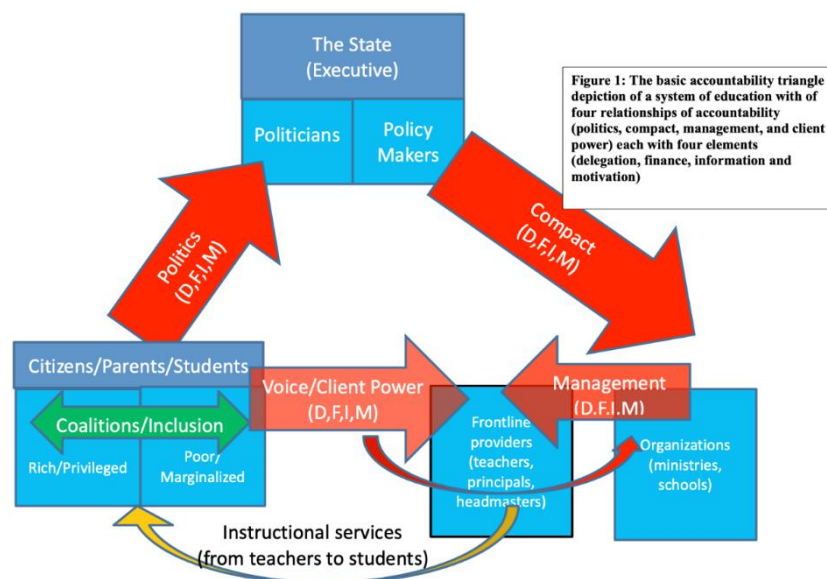 The State
(Executive)
Politicians
Policy
Makers
Figure 1: The basic accountability triangle
depiction of a system of education with of
four relationships of accountability
(politics, compact, management, and client
power) each with four elements
(delegation, finance, information and
motivation)
Politics
(D,F,I,M)
Compact
(D,F,I,M)
Citizens/Parents/Students
Coalitions/Inclusion
Rich/Privileged
Poor/
Marginalized
Voice/Client Power
(D,F,I,M)
Management
(D,F,I,M)
Frontline
providers
(teachers,
principals,
headmasters)
Organizations
(ministries,
schools)
Instructional services
(from teachers to students)